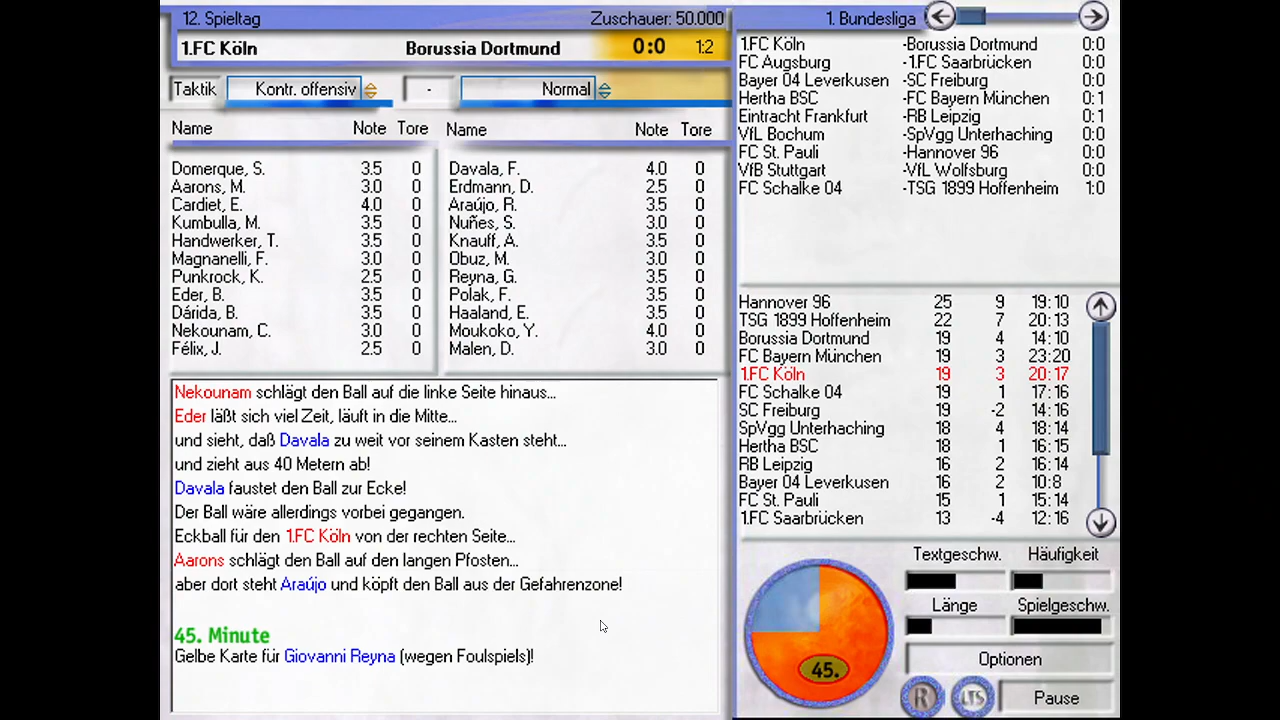 12. Spieltag Zuschauer: 50.000
1.FC Köln Borussia Dortmund 0:0 1:2
Taktik Kontr. offensiv - Normal
Name Note Tore Name Note Tore
Domerque, S. 3.5 0 Davala, F. 4.0 0
Aarons, M. 3.0 0 Erdmann, D. 2.5 0
Cardiet, E. 4.0 0 Araújo, R. 3.5 0
Kumbulla, M. 3.5 0 Nuñes, S. 3.0 0
Handwerker, T. 3.5 0 Knauff, A. 3.5 0
Magnanelli, F. 3.0 0 Obuz, M. 3.0 0
Punkrock, K. 2.5 0 Reyna, G. 3.5 0
Eder, B. 3.5 0 Polak, F. 3.5 0
Dárida, B. 3.5 0 Haaland, E. 3.5 0
Nekounam, C. 3.0 0 Moukoko, Y. 4.0 0
Félix, J. 2.5 0 Malen, D. 3.0 0
Nekounam schlägt den Ball auf die linke Seite hinaus...
Eder läßt sich viel Zeit, läuft in die Mitte...
und sieht, daß Davala zu weit vor seinem Kasten steht...
und zieht aus 40 Metern ab!
Davala faustet den Ball zur Ecke!
Der Ball wäre allerdings vorbei gegangen.
Eckball für den 1.FC Köln von der rechten Seite...
Aarons schlägt den Ball auf den langen Pfosten...
aber dort steht Araújo und köpft den Ball aus der Gefahrenzone!
45. Minute
Gelbe Karte für Giovanni Reyna (wegen Foulspiels)!
1. Bundesliga
1.FC Köln -Borussia Dortmund 0:0
FC Augsburg -1.FC Saarbrücken 0:0
Bayer 04 Leverkusen -SC Freiburg 0:0
Hertha BSC -FC Bayern München 0:1
Eintracht Frankfurt -RB Leipzig 0:1
VfL Bochum -SpVgg Unterhaching 0:0
FC St. Pauli -Hannover 96 0:0
VfB Stuttgart -VfL Wolfsburg 0:0
FC Schalke 04 -TSG 1899 Hoffenheim 1:0
Hannover 96 25 9 19:10
TSG 1899 Hoffenheim 22 7 20:13
Borussia Dortmund 19 4 14:10
FC Bayern München 19 3 23:20
1.FC Köln 19 3 20:17
FC Schalke 04 19 1 17:16
SC Freiburg 19 -2 14:16
SpVgg Unterhaching 18 4 18:14
Hertha BSC 18 1 16:15
RB Leipzig 16 2 16:14
Bayer 04 Leverkusen 16 2 10:8
FC St. Pauli 15 1 15:14
1.FC Saarbrücken 13 -4 12:16
Textgeschw. Häufigkeit
Länge Spielgeschw.
45.
Optionen
R LTS Pause